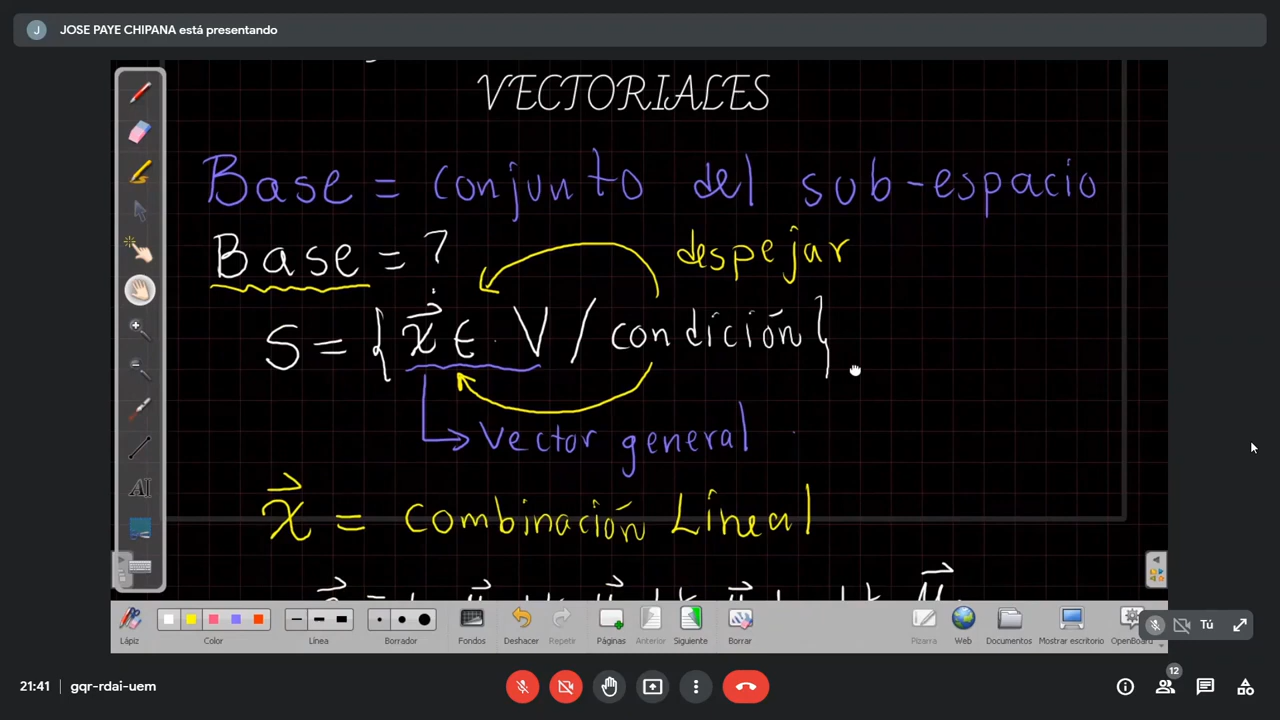 J JOSE PAYE CHIPANA está presentando
VECTORIALES
Base = conjunto del sub-espacio
Base = ?
despejar
S = { x⃗ ∈ V / condición }
Vector general
x⃗ = combinación Líneal
Lápiz Color Línea Borrador Fondos Deshacer Repetir Páginas Anterior Siguiente Borrar Pizarra Web Documentos Mostrar escritorio Tú
21:41 | gqr-rdai-uem
12